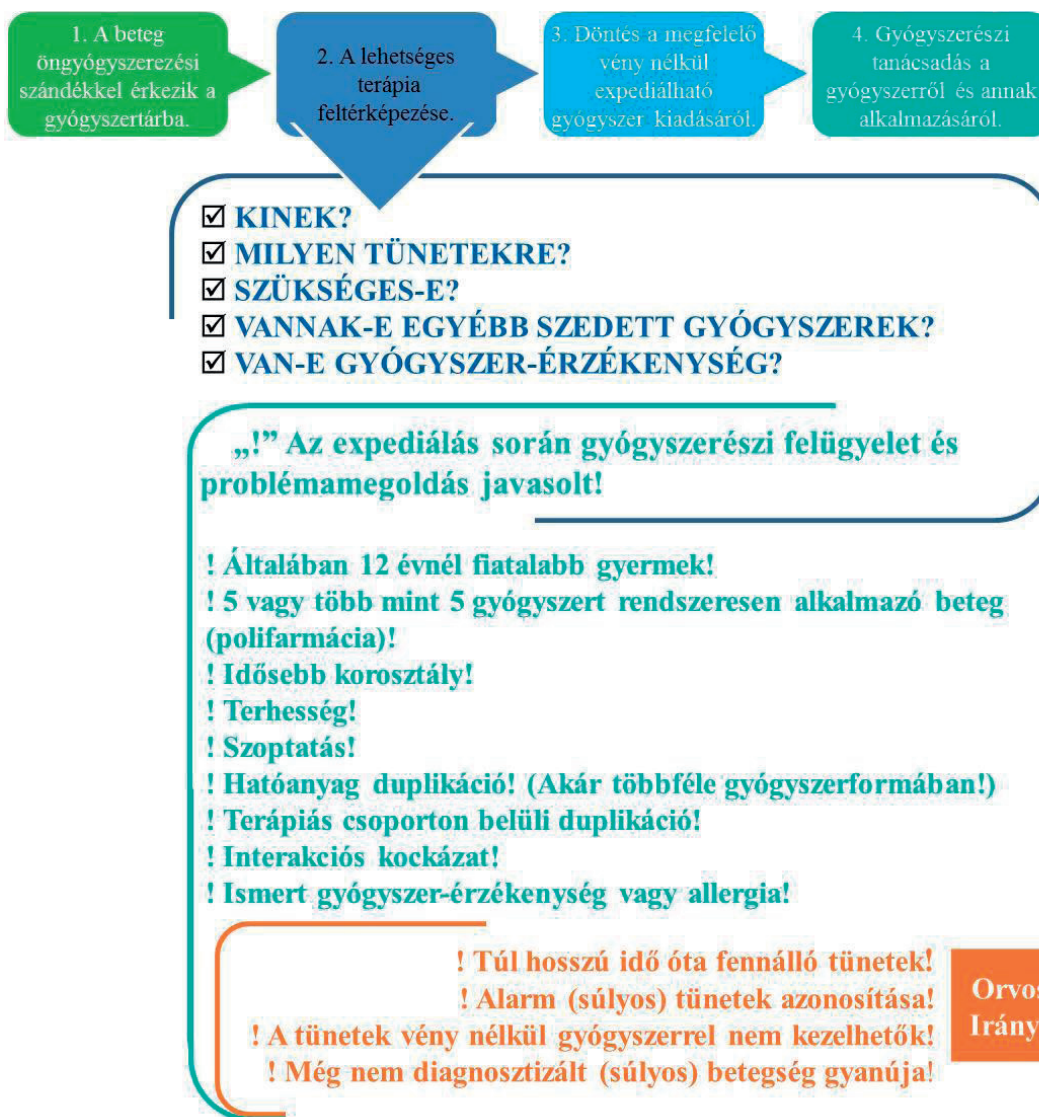 1. A beteg
öngyógyszerezési
szándékkel érkezik a
gyógyszertárba.
2. A lehetséges
terápia
feltérképezése.
3. Döntés a megfelelő
vény nélkül
expediálható
gyógyszer kiadásáról.
4. Gyógyszerészi
tanácsadás a
gyógyszerről és annak
alkalmazásáról.
☑ KINEK?
☑ MILYEN TÜNETEKRE?
☑ SZÜKSÉGES-E?
☑ VANNAK-E EGYÉBB SZEDETT GYÓGYSZEREK?
☑ VAN-E GYÓGYSZER-ÉRZÉKENYSÉG?
„!” Az expediálás során gyógyszerészi felügyelet és
problémamegoldás javasolt!
! Általában 12 évnél fiatalabb gyermek!
! 5 vagy több mint 5 gyógyszert rendszeresen alkalmazó beteg
(polifarmácia)!
! Idősebb korosztály!
! Terhesség!
! Szoptatás!
! Hatóanyag duplikáció! (Akár többféle gyógyszerformában!)
! Terápiás csoporton belüli duplikáció!
! Interakciós kockázat!
! Ismert gyógyszer-érzékenység vagy allergia!
! Túl hosszú idő óta fennálló tünetek!
! Alarm (súlyos) tünetek azonosítása!
! A tünetek vény nélkül gyógyszerrel nem kezelhetők!
! Még nem diagnosztizált (súlyos) betegség gyanúja!
Orvos
Irány